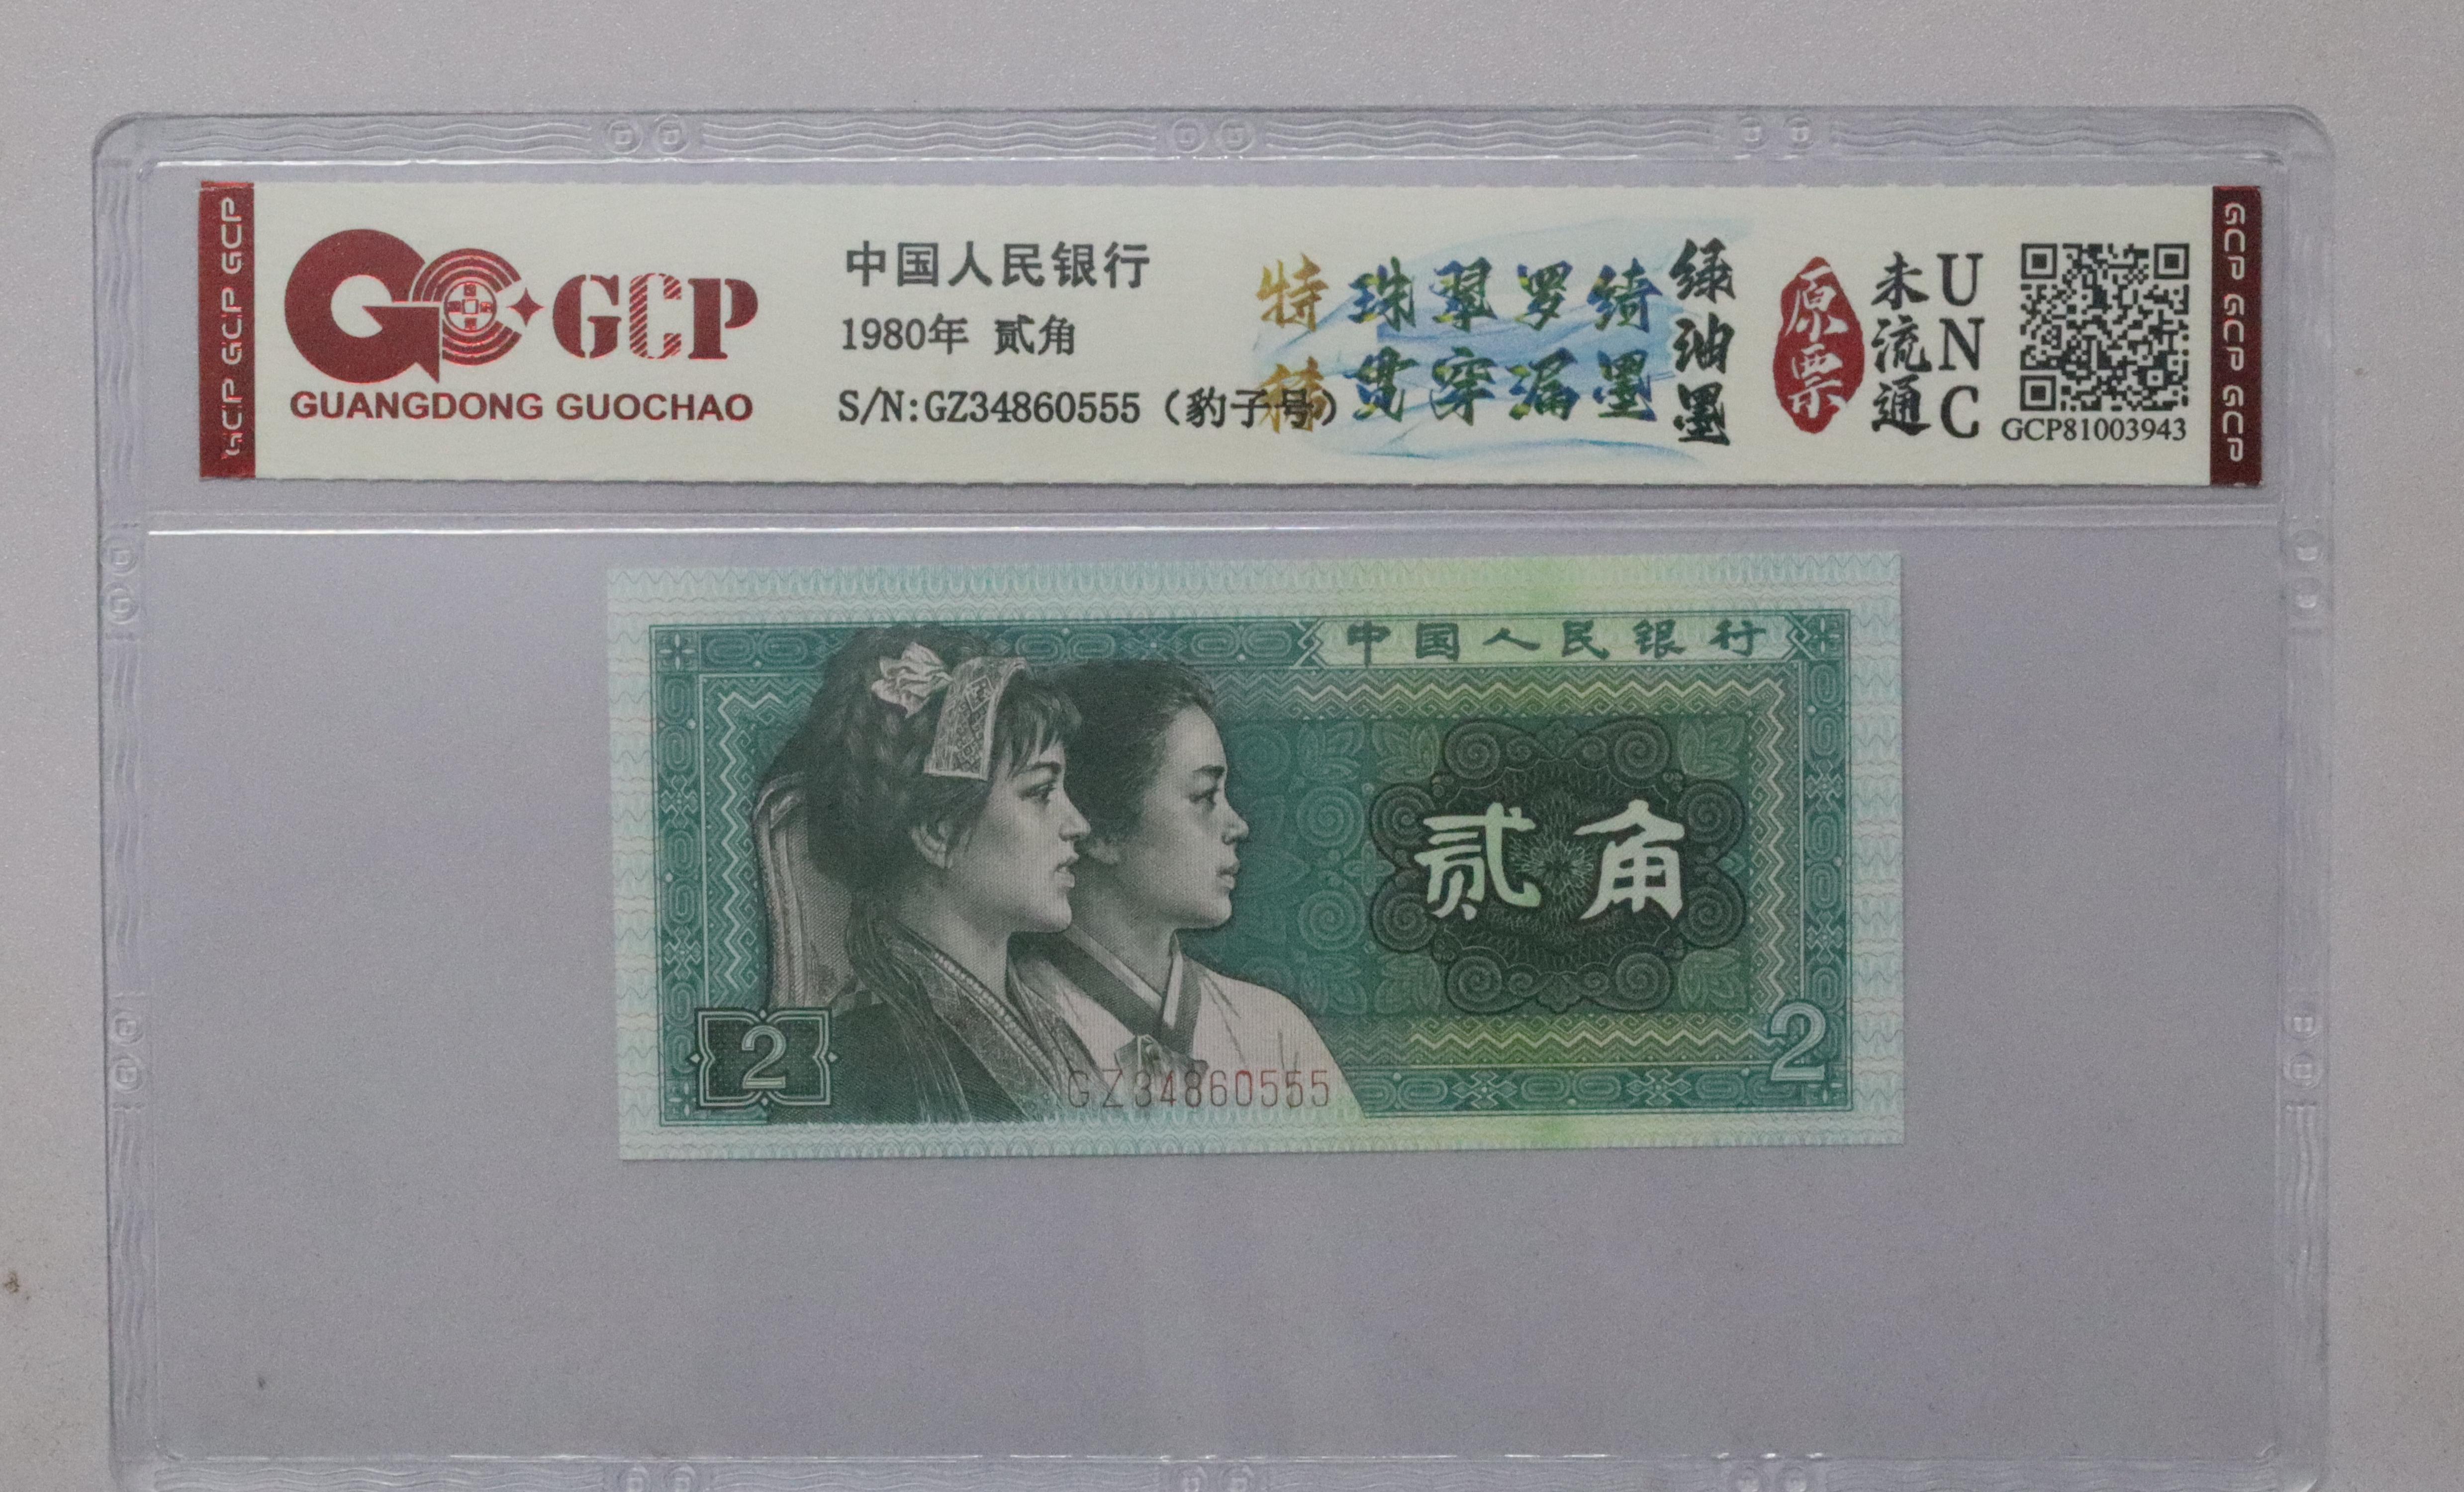 GCP GCP GCP
GCP
GUANGDONG GUOCHAO
中国人民银行
1980年 贰角
S/N:GZ34860555（豹子号）
特 珠翠罗绮
标 贯穿漏墨
绿油墨
原票
未流通
UNC
GCP81003943
GCP GCP GCP
中国人民银行
贰角
2
2
GZ34860555